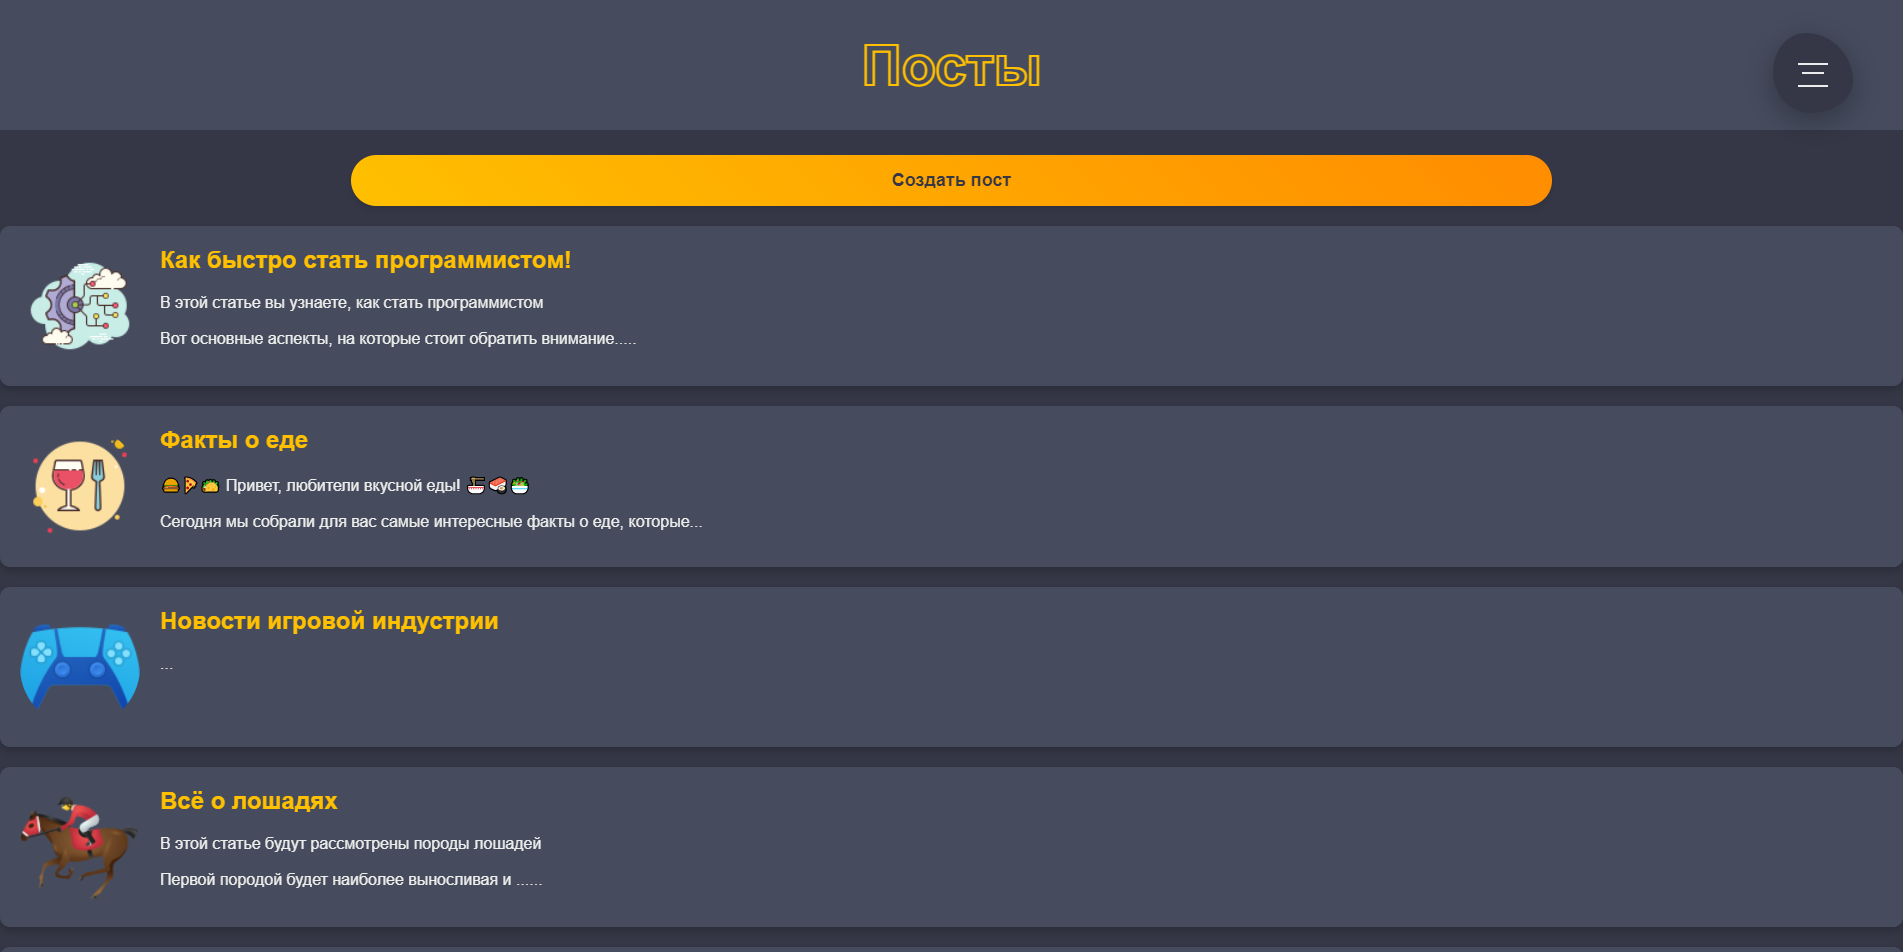 Посты
Создать пост
Как быстро стать программистом!
В этой статье вы узнаете, как стать программистом
Вот основные аспекты, на которые стоит обратить внимание.....
Факты о еде
🍔🍕🌮 Привет, любители вкусной еды! 🍜🍣🥗
Сегодня мы собрали для вас самые интересные факты о еде, которые...
Новости игровой индустрии
...
Всё о лошадях
В этой статье будут рассмотрены породы лошадей
Первой породой будет наиболее выносливая и ......